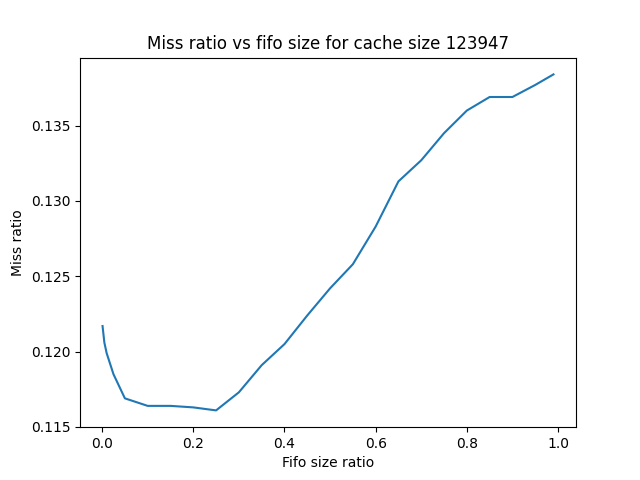 Miss ratio vs fifo size for cache size 123947
0.135
0.130
0.125
0.120
0.115
Miss ratio
0.0 0.2 0.4 0.6 0.8 1.0
Fifo size ratio